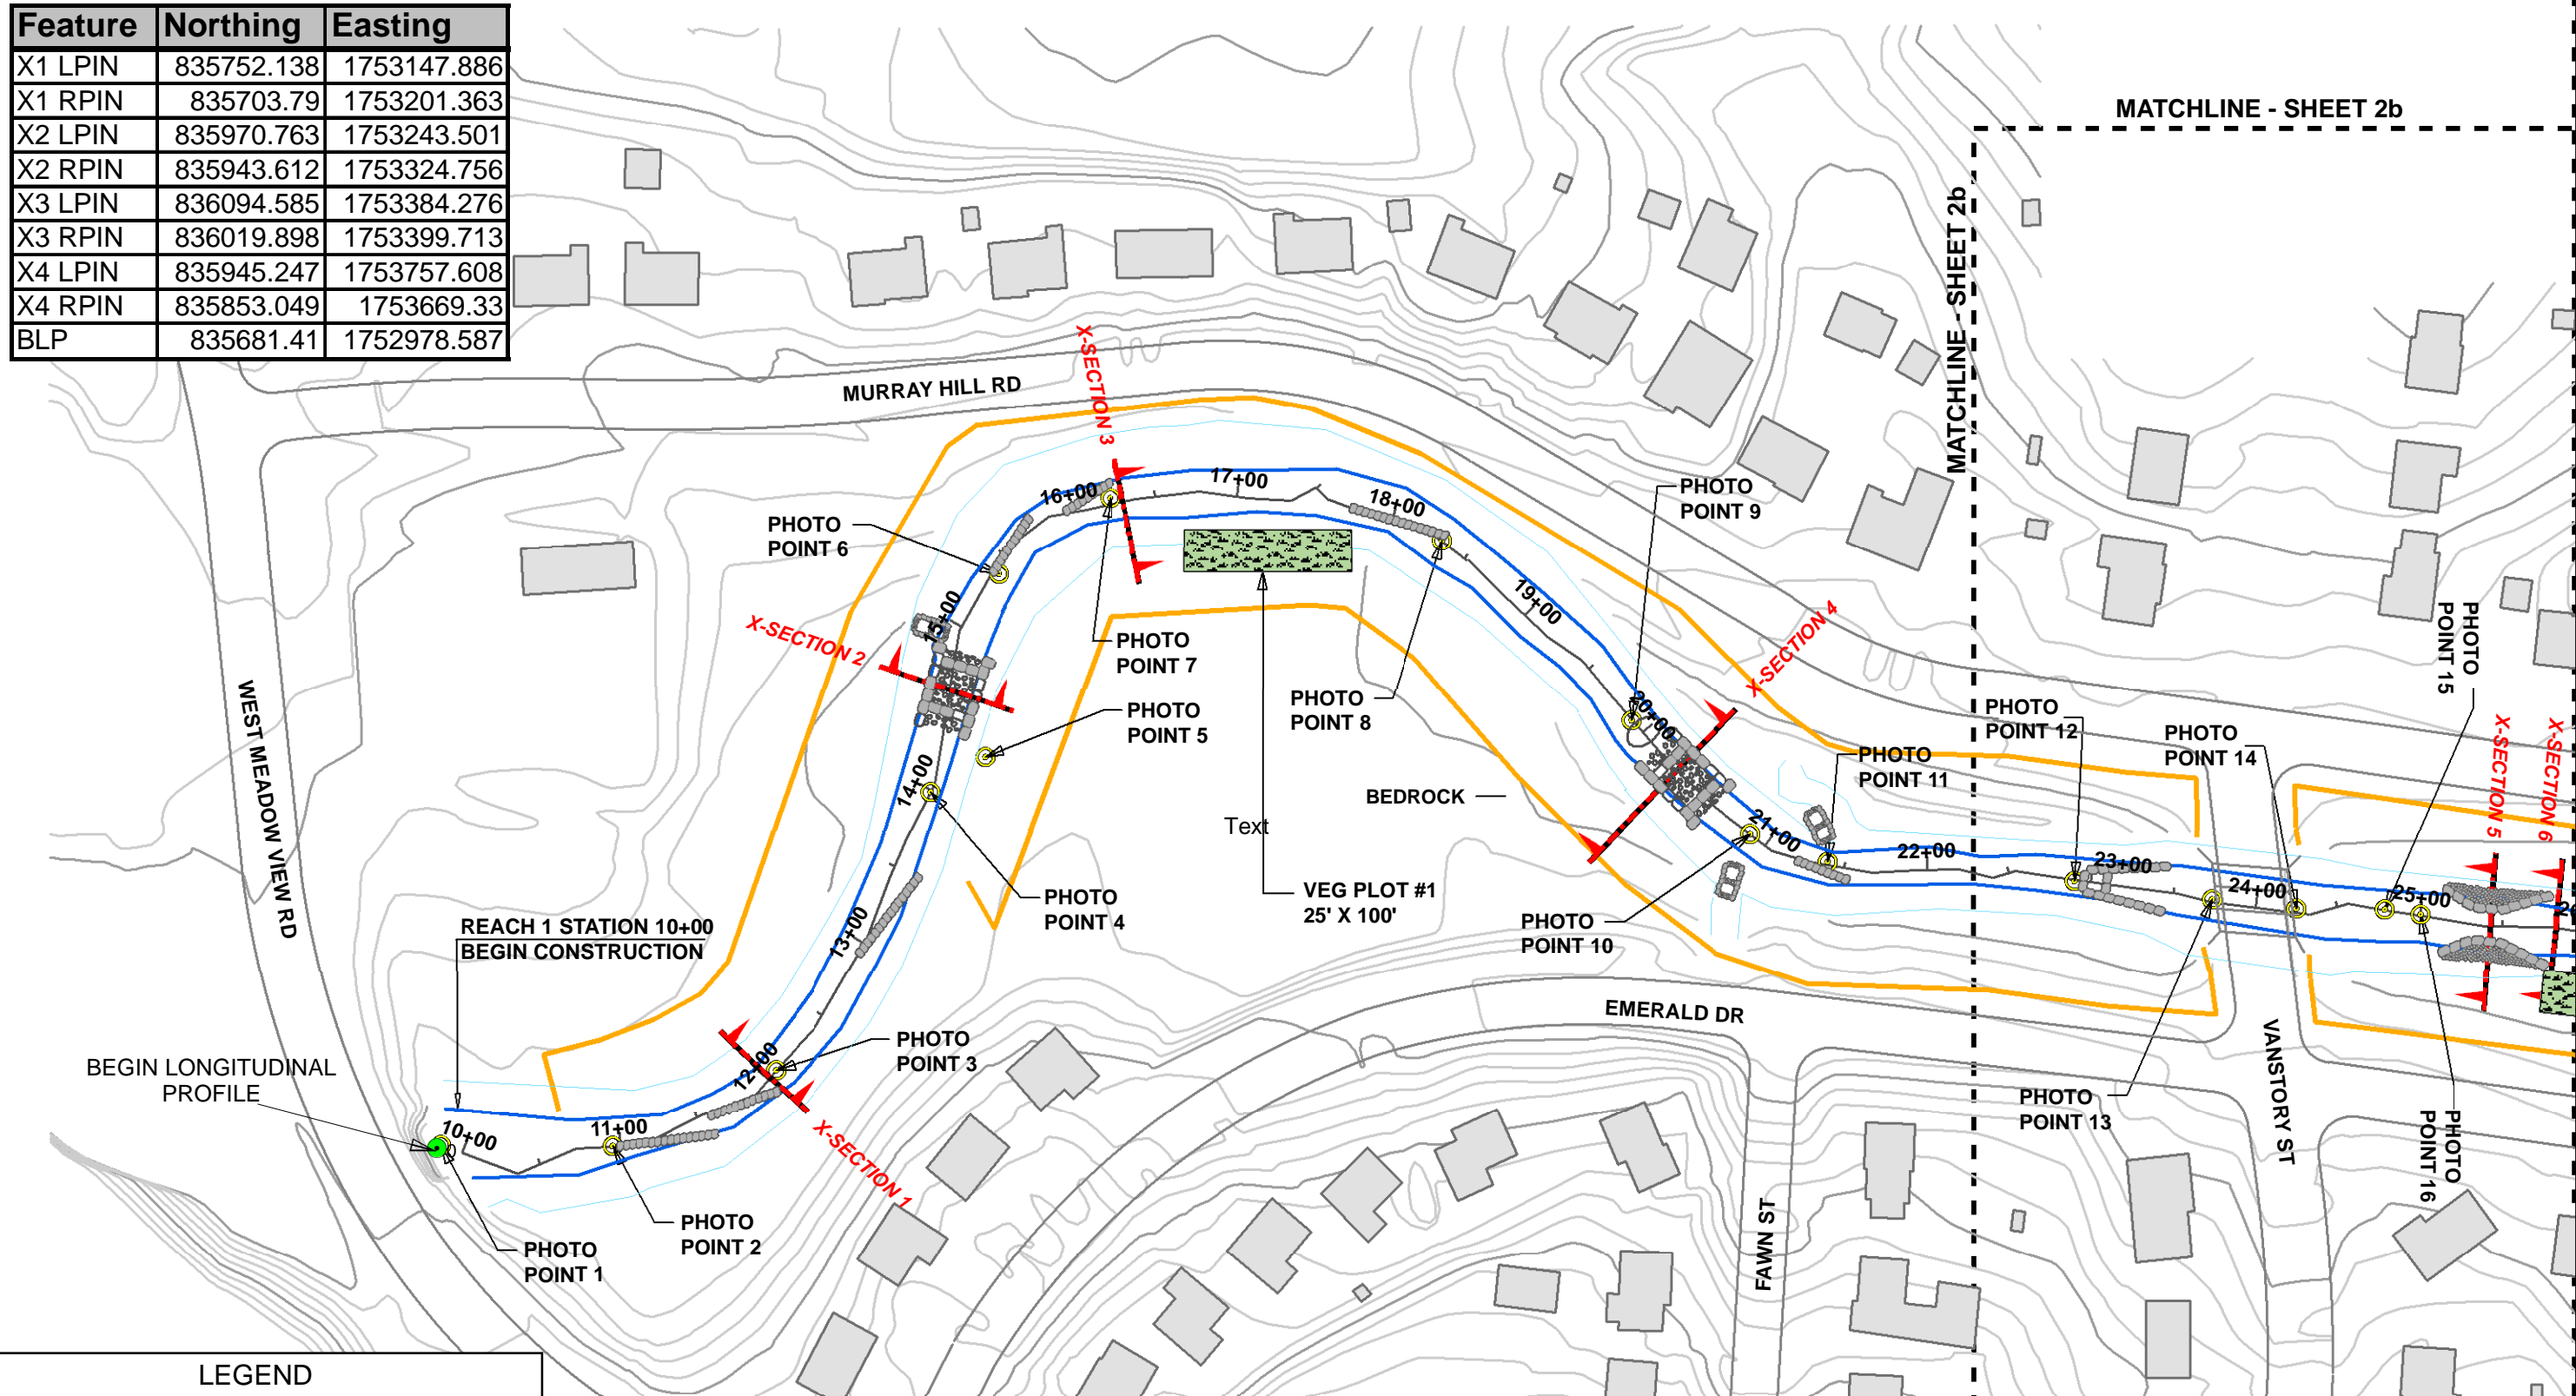 Feature Northing Easting
X1 LPIN 835752.138 1753147.886
X1 RPIN 835703.79 1753201.363
X2 LPIN 835970.763 1753243.501
X2 RPIN 835943.612 1753324.756
X3 LPIN 836094.585 1753384.276
X3 RPIN 836019.898 1753399.713
X4 LPIN 835945.247 1753757.608
X4 RPIN 835853.049 1753669.33
BLP 835681.41 1752978.587
MATCHLINE - SHEET 2b
MATCHLINE - SHEET 2b
MURRAY HILL RD
X-SECTION 3
16+00
17+00
18+00
PHOTO
POINT 9
PHOTO
POINT 6
15+00
19+00
X-SECTION 2
PHOTO
POINT 7
X-SECTION 4
PHOTO
POINT 15
PHOTO
POINT 8
PHOTO
POINT 5
20+00
PHOTO
POINT 12
PHOTO
POINT 14
X-SECTION 5
X-SECTION 6
WEST MEADOW VIEW RD
14+00
BEDROCK
PHOTO
POINT 11
Text
21+00
22+00
23+00
24+00
25+00
PHOTO
POINT 4
VEG PLOT #1
25' X 100'
PHOTO
POINT 10
REACH 1 STATION 10+00
BEGIN CONSTRUCTION
13+00
EMERALD DR
VANSTORY ST
PHOTO
POINT 3
BEGIN LONGITUDINAL
PROFILE
12+00
PHOTO
POINT 13
PHOTO
POINT 16
10+00
11+00
X-SECTION 1
PHOTO
POINT 2
PHOTO
POINT 1
FAWN ST
LEGEND